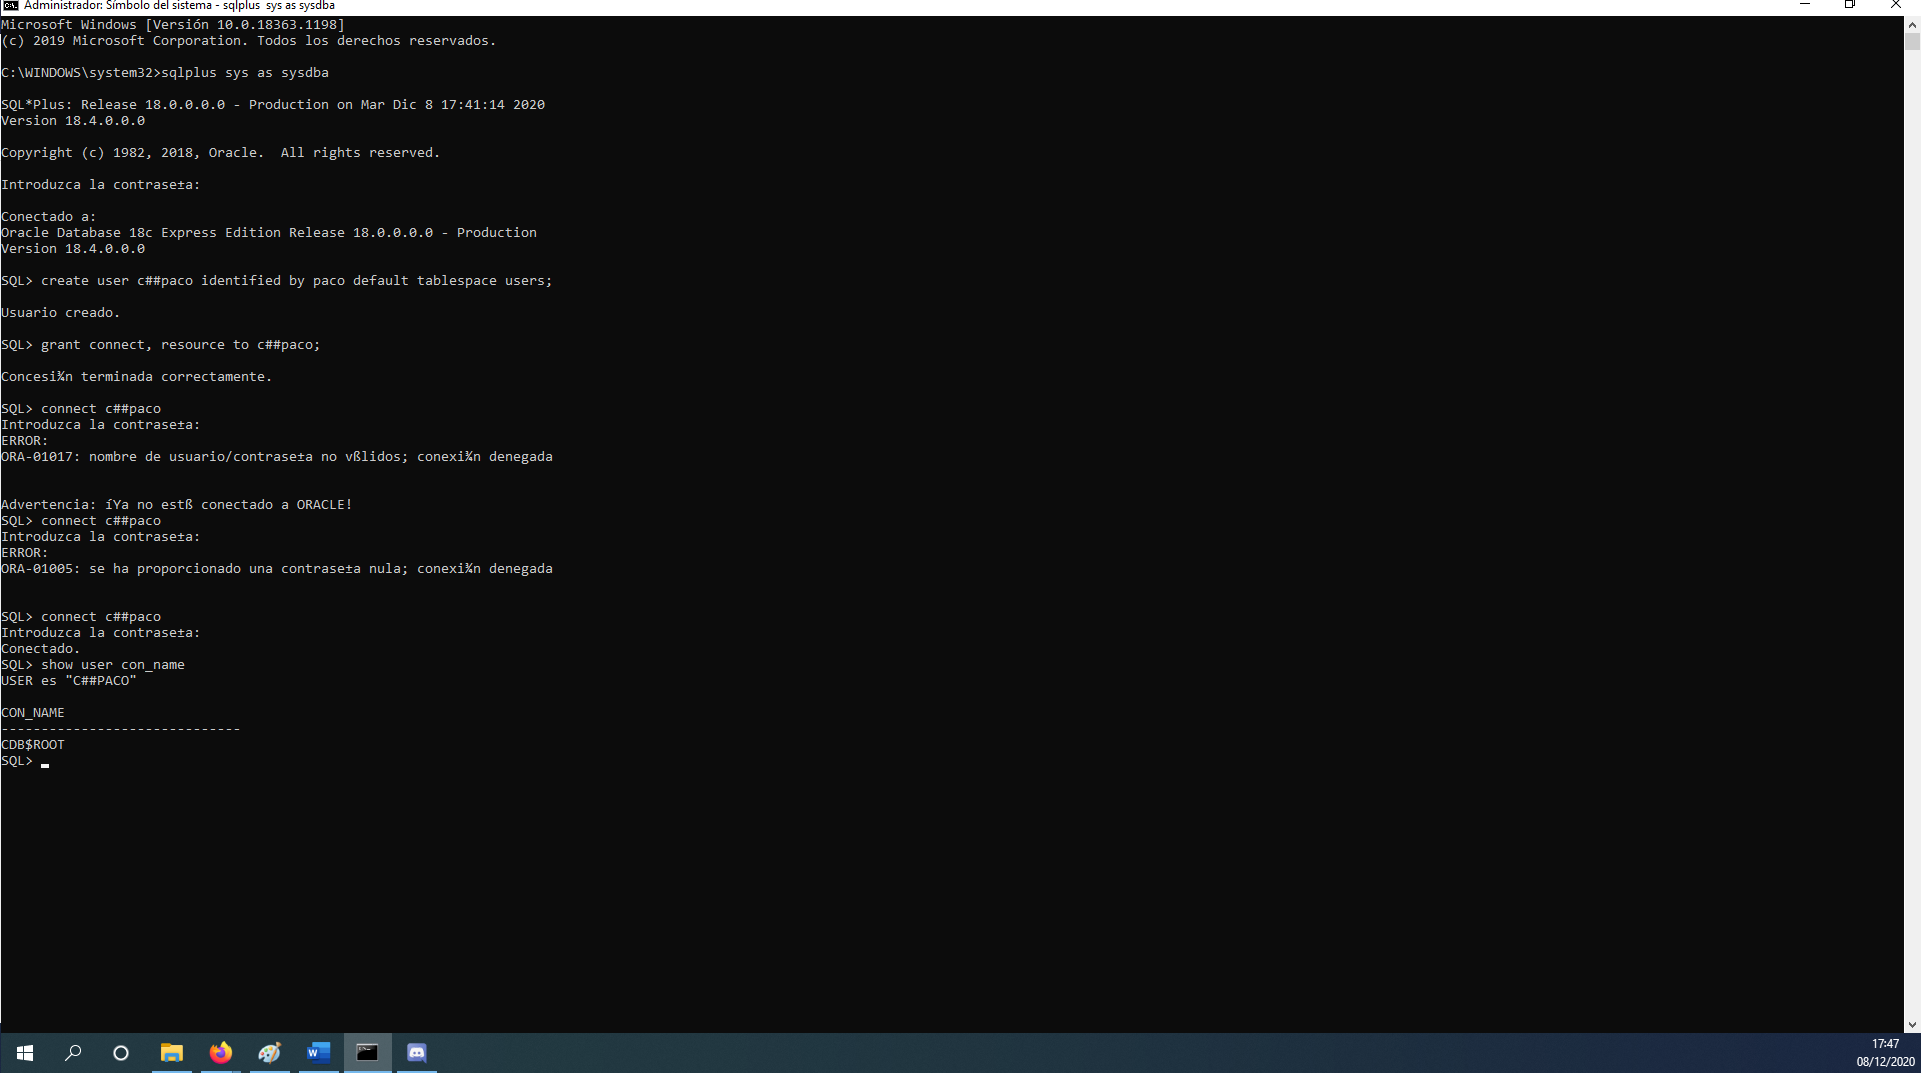 Administrador: Símbolo del sistema - sqlplus  sys as sysdba
Microsoft Windows [Versión 10.0.18363.1198]
(c) 2019 Microsoft Corporation. Todos los derechos reservados.
C:\WINDOWS\system32>sqlplus sys as sysdba
SQL*Plus: Release 18.0.0.0.0 - Production on Mar Dic 8 17:41:14 2020
Version 18.4.0.0.0
Copyright (c) 1982, 2018, Oracle.  All rights reserved.
Introduzca la contrase±a:
Conectado a:
Oracle Database 18c Express Edition Release 18.0.0.0.0 - Production
Version 18.4.0.0.0
SQL> create user c##paco identified by paco default tablespace users;
Usuario creado.
SQL> grant connect, resource to c##paco;
Concesi¾n terminada correctamente.
SQL> connect c##paco
Introduzca la contrase±a:
ERROR:
ORA-01017: nombre de usuario/contrase±a no vßlidos; conexi¾n denegada
Advertencia: íYa no estß conectado a ORACLE!
SQL> connect c##paco
Introduzca la contrase±a:
ERROR:
ORA-01005: se ha proporcionado una contrase±a nula; conexi¾n denegada
SQL> connect c##paco
Introduzca la contrase±a:
Conectado.
SQL> show user con_name
USER es "C##PACO"
CON_NAME
------------------------------
CDB$ROOT
SQL>
17:47
08/12/2020